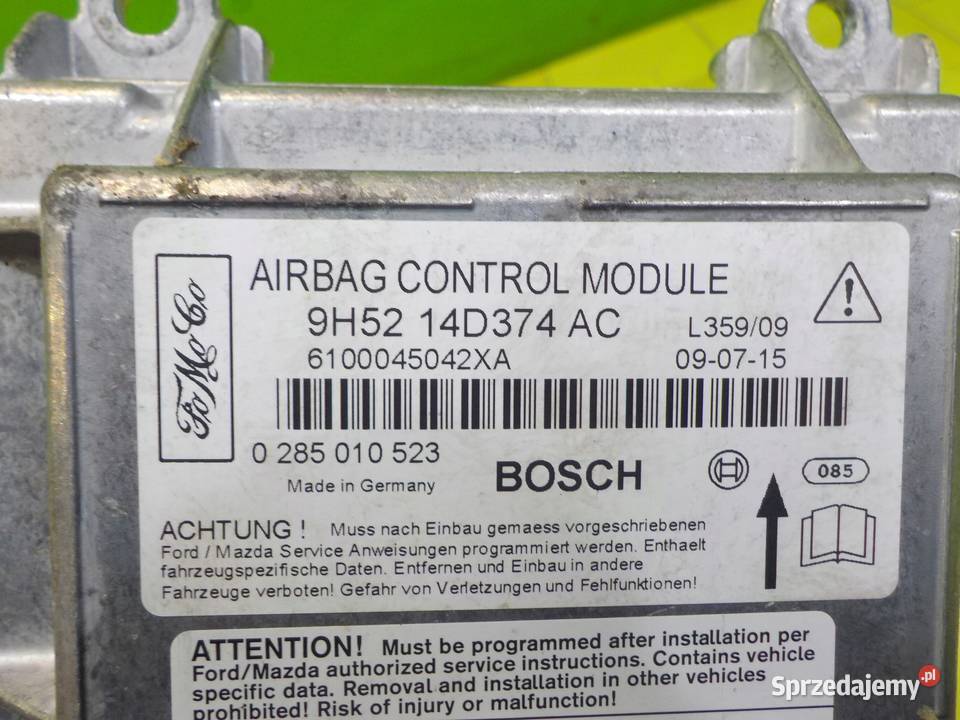 FoMoCo
AIRBAG CONTROL MODULE
9H52 14D374 AC
L359/09
6100045042XA
09-07-15
0 285 010 523
Made in Germany
BOSCH
085
ACHTUNG ! Muss nach Einbau gemaess vorgeschriebenen
Ford / Mazda Service Anweisungen programmiert werden. Enthaelt
fahrzeugspezifische Daten. Entfernen und Einbau in andere
Fahrzeuge verboten! Gefahr von Verletzungen und Fehlfunktionen!
ATTENTION! Must be programmed after installation per
Ford/Mazda authorized service instructions. Contains vehicle
specific data. Removal and installation in other vehicles
prohibited! Risk of injury or malfunction!
Sprzedajemy.pl